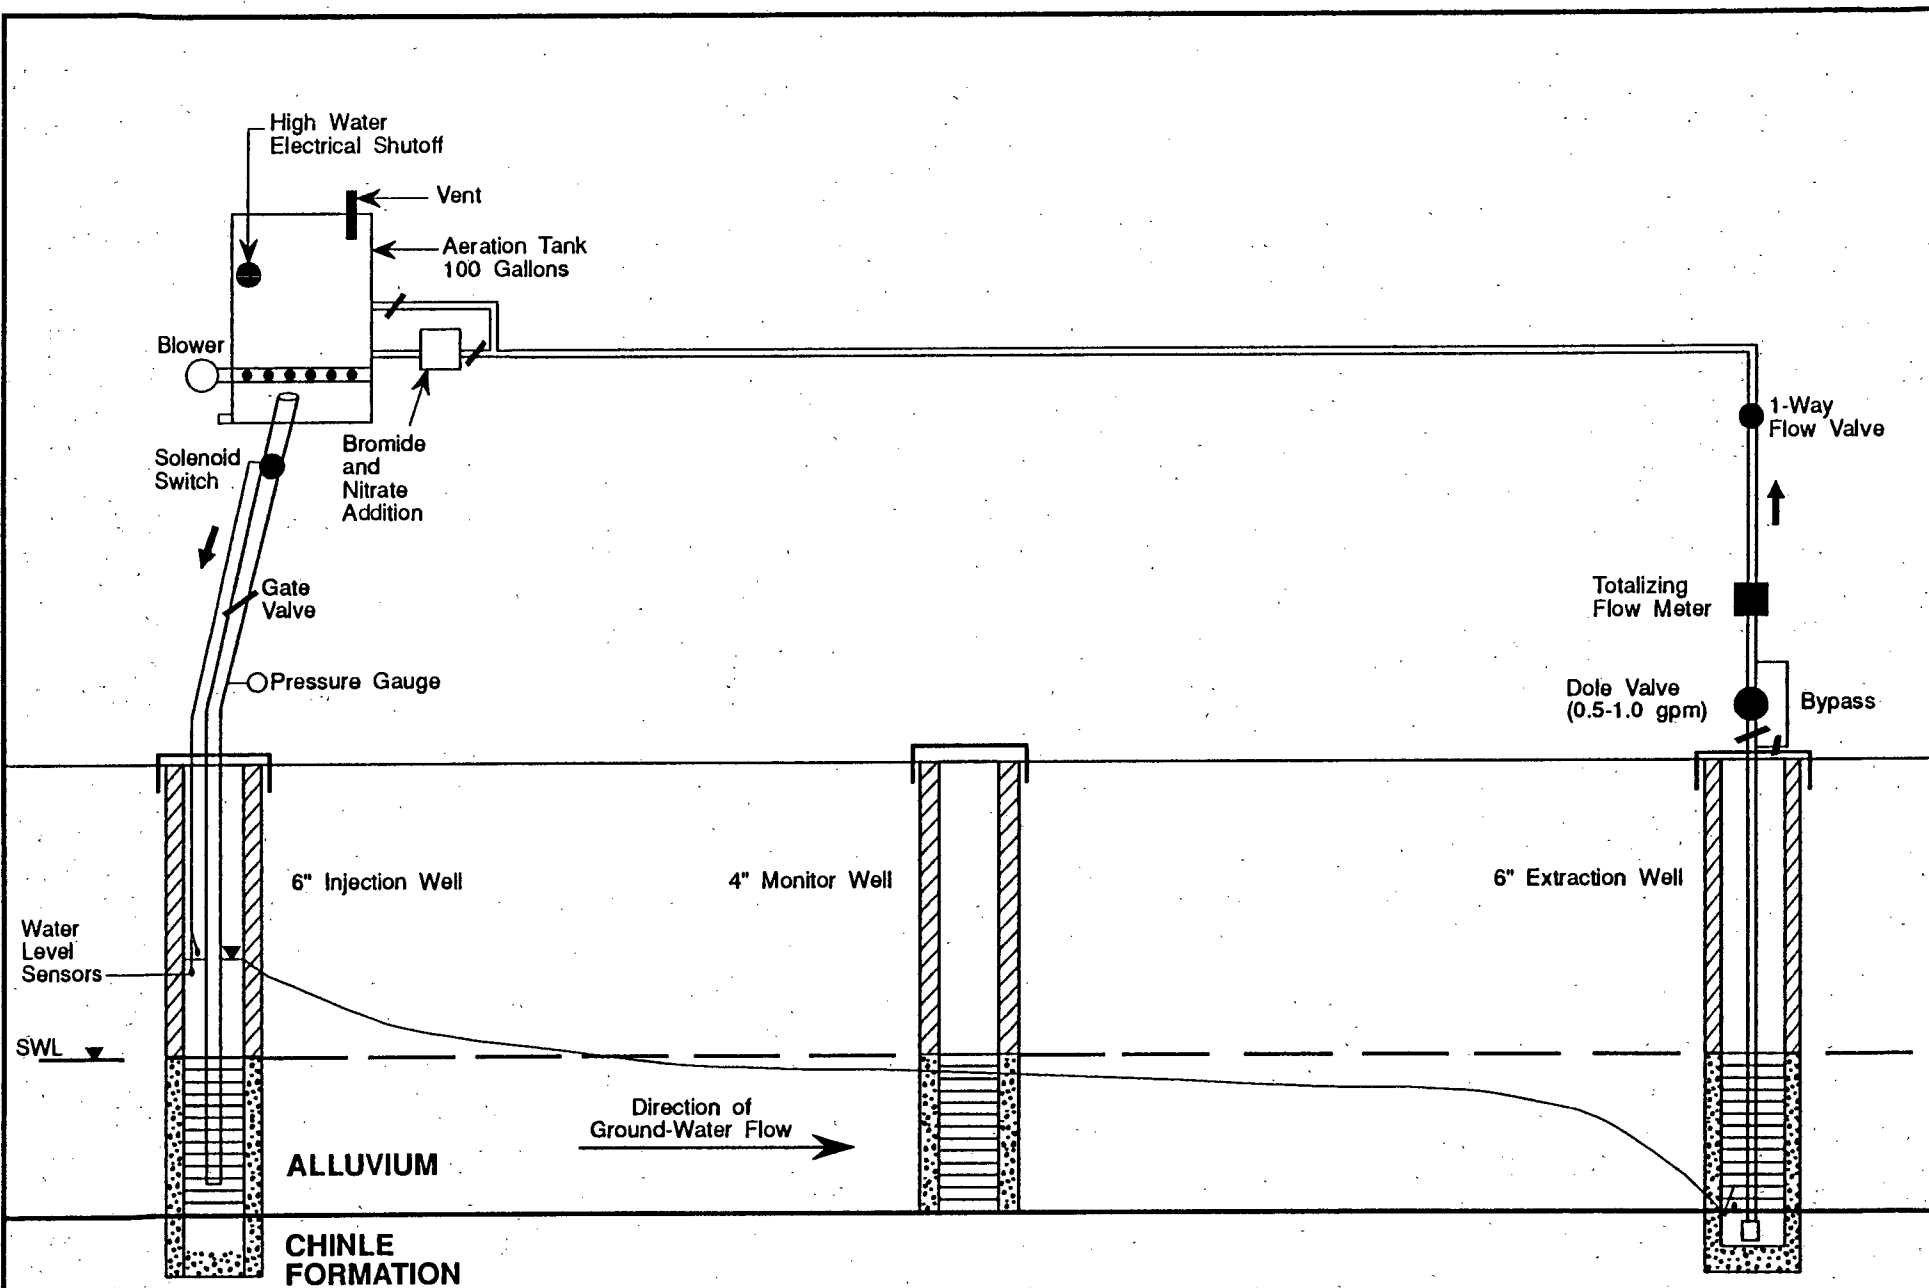 High Water
Electrical Shutoff
Vent
Aeration Tank
100 Gallons
Blower
Bromide
and
Nitrate
Addition
Solenoid
Switch
Gate
Valve
Pressure Gauge
1-Way
Flow Valve
Totalizing
Flow Meter
Dole Valve
(0.5-1.0 gpm)
Bypass
6" Injection Well
4" Monitor Well
6" Extraction Well
Water
Level
Sensors
SWL
Direction of
Ground-Water Flow
ALLUVIUM
CHINLE
FORMATION